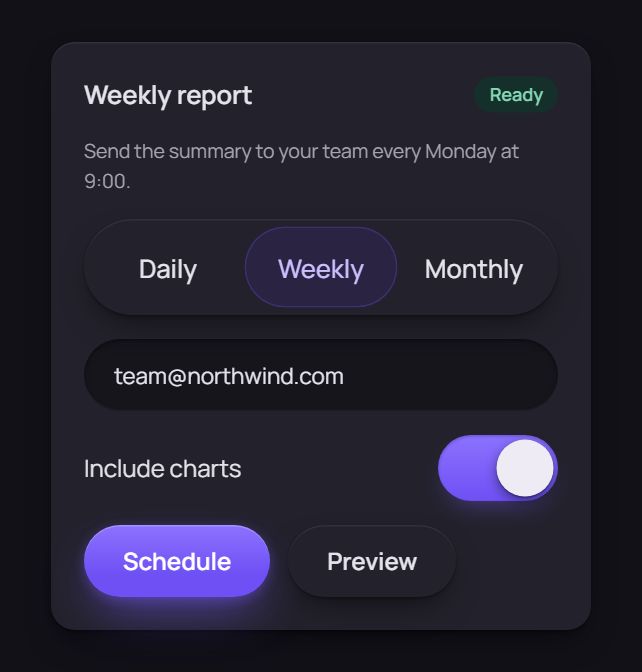 Weekly report
Ready
Send the summary to your team every Monday at
9:00.
Daily
Weekly
Monthly
team@northwind.com
Include charts
Schedule
Preview